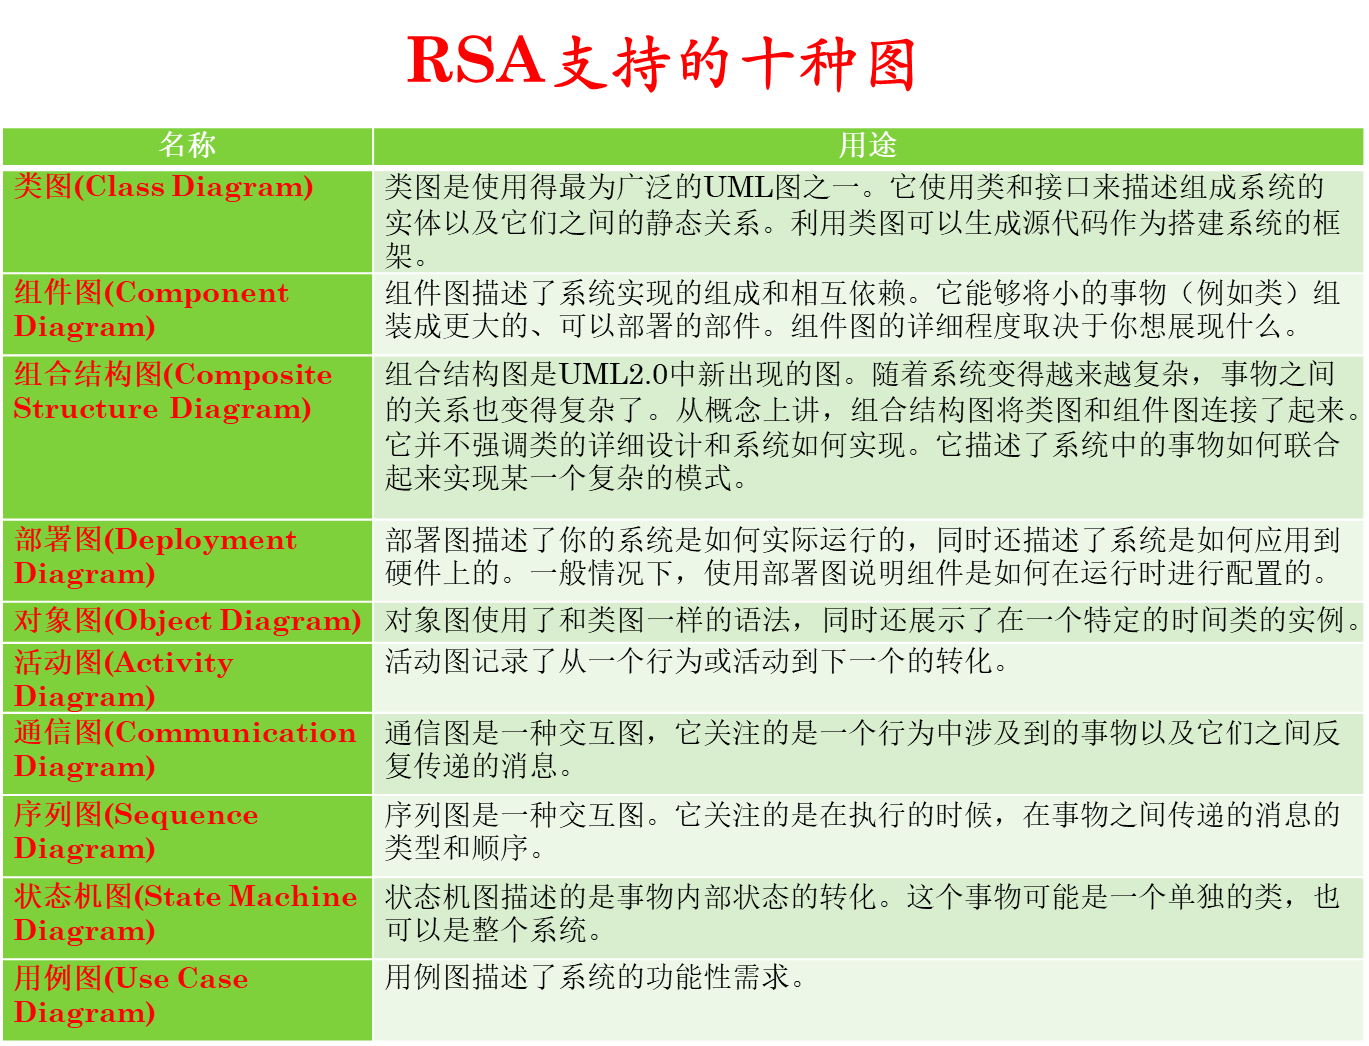 RSA支持的十种图
名称
用途
类图(Class Diagram)
类图是使用得最为广泛的UML图之一。它使用类和接口来描述组成系统的
实体以及它们之间的静态关系。利用类图可以生成源代码作为搭建系统的框
架。
组件图(Component
Diagram)
组件图描述了系统实现的组成和相互依赖。它能够将小的事物（例如类）组
装成更大的、可以部署的部件。组件图的详细程度取决于你想展现什么。
组合结构图(Composite
Structure Diagram)
组合结构图是UML2.0中新出现的图。随着系统变得越来越复杂，事物之间
的关系也变得复杂了。从概念上讲，组合结构图将类图和组件图连接了起来。
它并不强调类的详细设计和系统如何实现。它描述了系统中的事物如何联合
起来实现某一个复杂的模式。
部署图(Deployment
Diagram)
部署图描述了你的系统是如何实际运行的，同时还描述了系统是如何应用到
硬件上的。一般情况下，使用部署图说明组件是如何在运行时进行配置的。
对象图(Object Diagram)
对象图使用了和类图一样的语法，同时还展示了在一个特定的时间类的实例。
活动图(Activity
Diagram)
活动图记录了从一个行为或活动到下一个的转化。
通信图(Communication
Diagram)
通信图是一种交互图，它关注的是一个行为中涉及到的事物以及它们之间反
复传递的消息。
序列图(Sequence
Diagram)
序列图是一种交互图。它关注的是在执行的时候，在事物之间传递的消息的
类型和顺序。
状态机图(State Machine
Diagram)
状态机图描述的是事物内部状态的转化。这个事物可能是一个单独的类，也
可以是整个系统。
用例图(Use Case
Diagram)
用例图描述了系统的功能性需求。